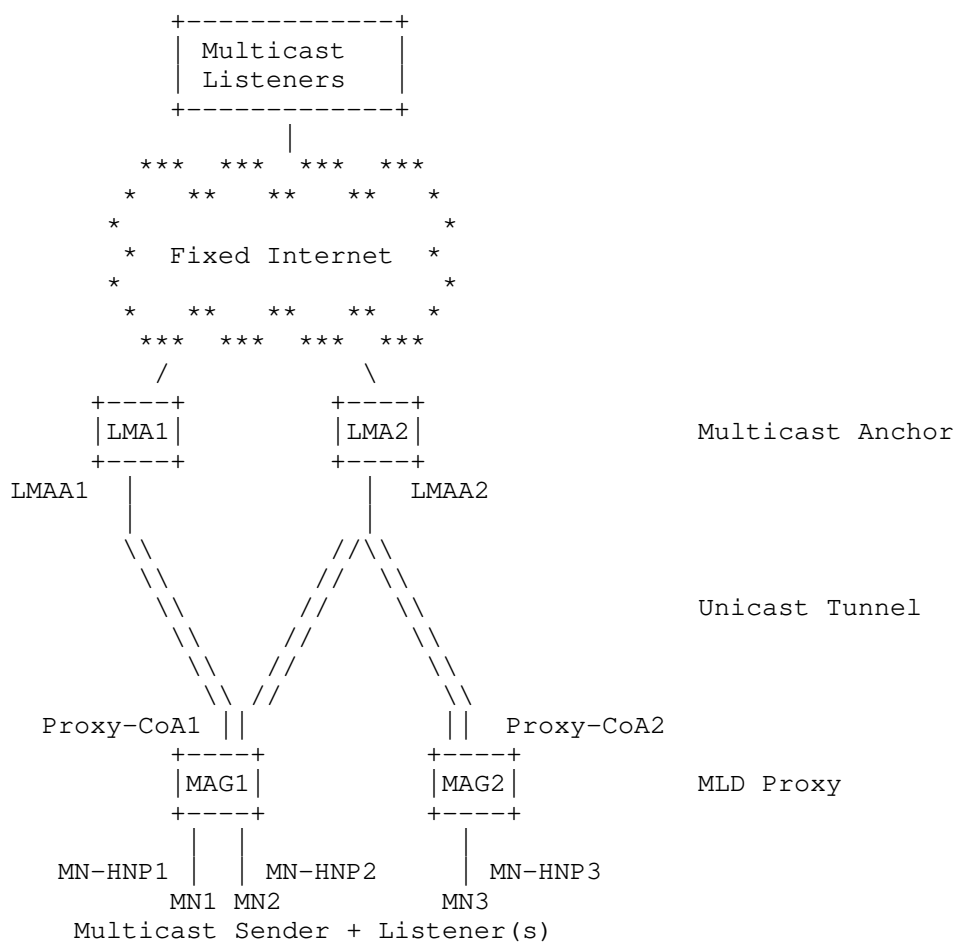 Multicast
Listeners
Fixed Internet
LMA1 LMA2 Multicast Anchor
LMAA1 LMAA2
Unicast Tunnel
Proxy-CoA1 Proxy-CoA2
MAG1 MAG2 MLD Proxy
MN-HNP1 MN-HNP2 MN-HNP3
MN1 MN2 MN3
Multicast Sender + Listener(s)